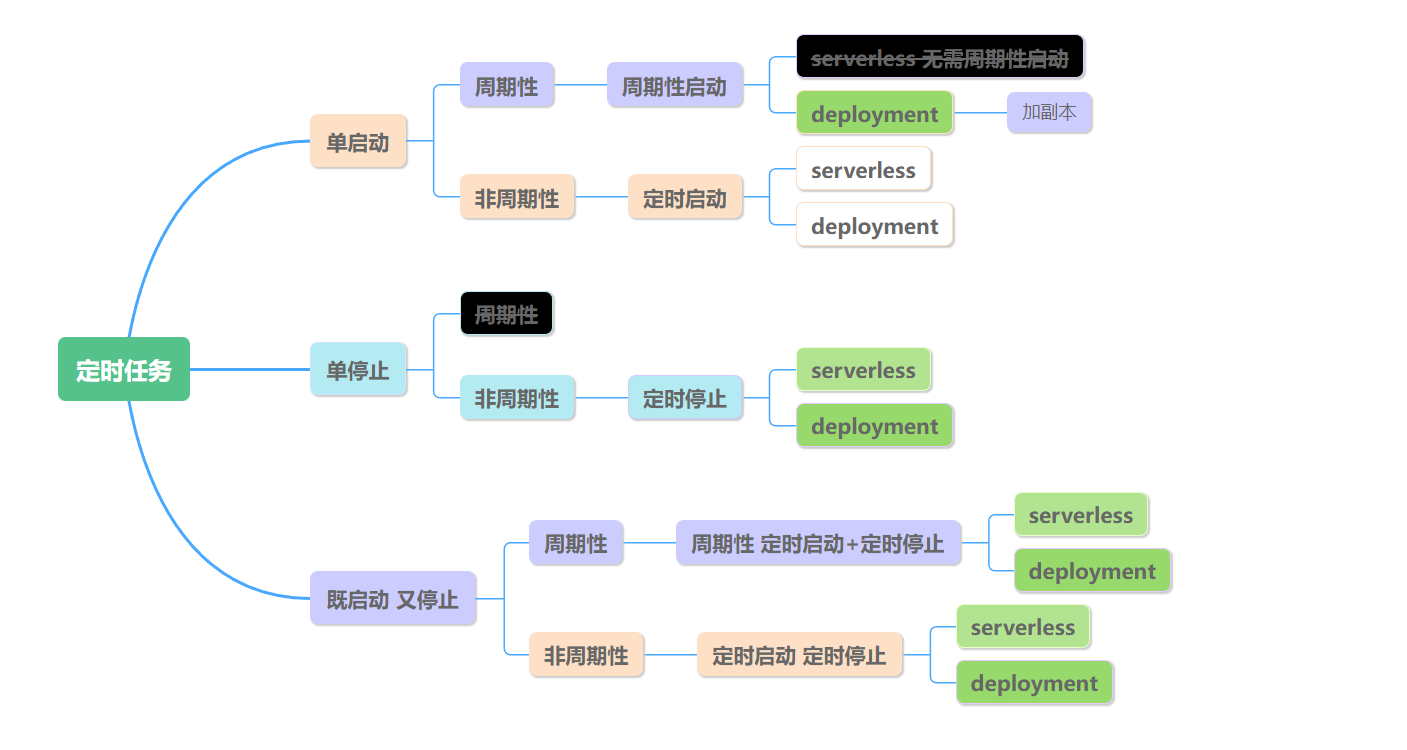 定时任务
单启动
周期性
周期性启动
serverless 无需周期性启动
deployment
加副本
非周期性
定时启动
serverless
deployment
单停止
周期性
非周期性
定时停止
serverless
deployment
既启动 又停止
周期性
周期性 定时启动+定时停止
serverless
deployment
非周期性
定时启动 定时停止
serverless
deployment